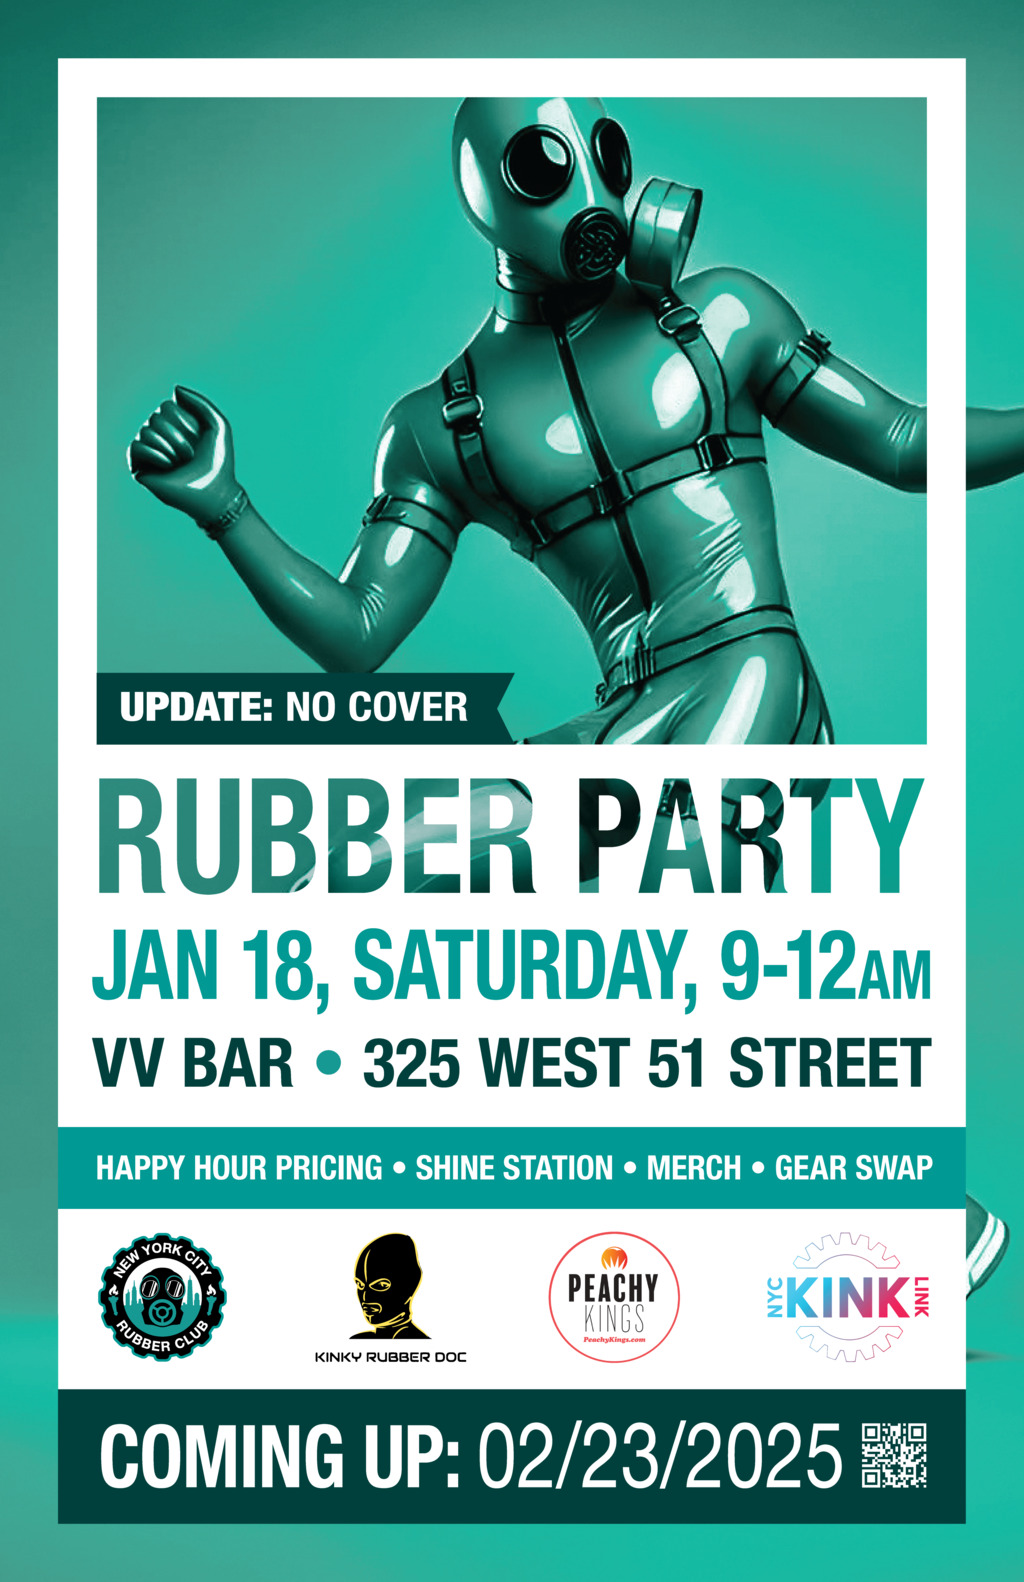 UPDATE: NO COVER
RUBBER PARTY
JAN 18, SATURDAY, 9-12AM
VV BAR • 325 WEST 51 STREET
HAPPY HOUR PRICING • SHINE STATION • MERCH • GEAR SWAP
NEW YORK CITY
RUBBER CLUB
KINKY RUBBER DOC
PEACHY
KINGS
PeachyKings.com
NYC KINK LINK
COMING UP: 02/23/2025